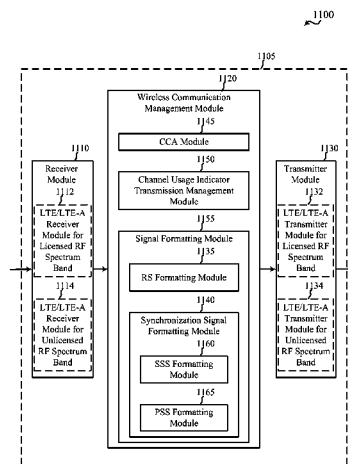 1100
1105
1120
Wireless Communication
Management Module
1145
CCA Module
1150
Channel Usage Indicator
Transmission Management
Module
1155
Signal Formatting Module
1135
RS Formatting Module
1140
Synchronization Signal
Formatting Module
1160
SSS Formatting
Module
1165
PSS Formatting
Module
1110
Receiver
Module
1112
LTE/LTE-A
Receiver
Module for
Licensed RF
Spectrum
Band
1114
LTE/LTE-A
Receiver
Module for
Unlicensed
RF Spectrum
Band
1130
Transmitter
Module
1132
LTE/LTE-A
Transmitter
Module for
Licensed RF
Spectrum
Band
1134
LTE/LTE-A
Transmitter
Module for
Unlicensed
RF Spectrum
Band